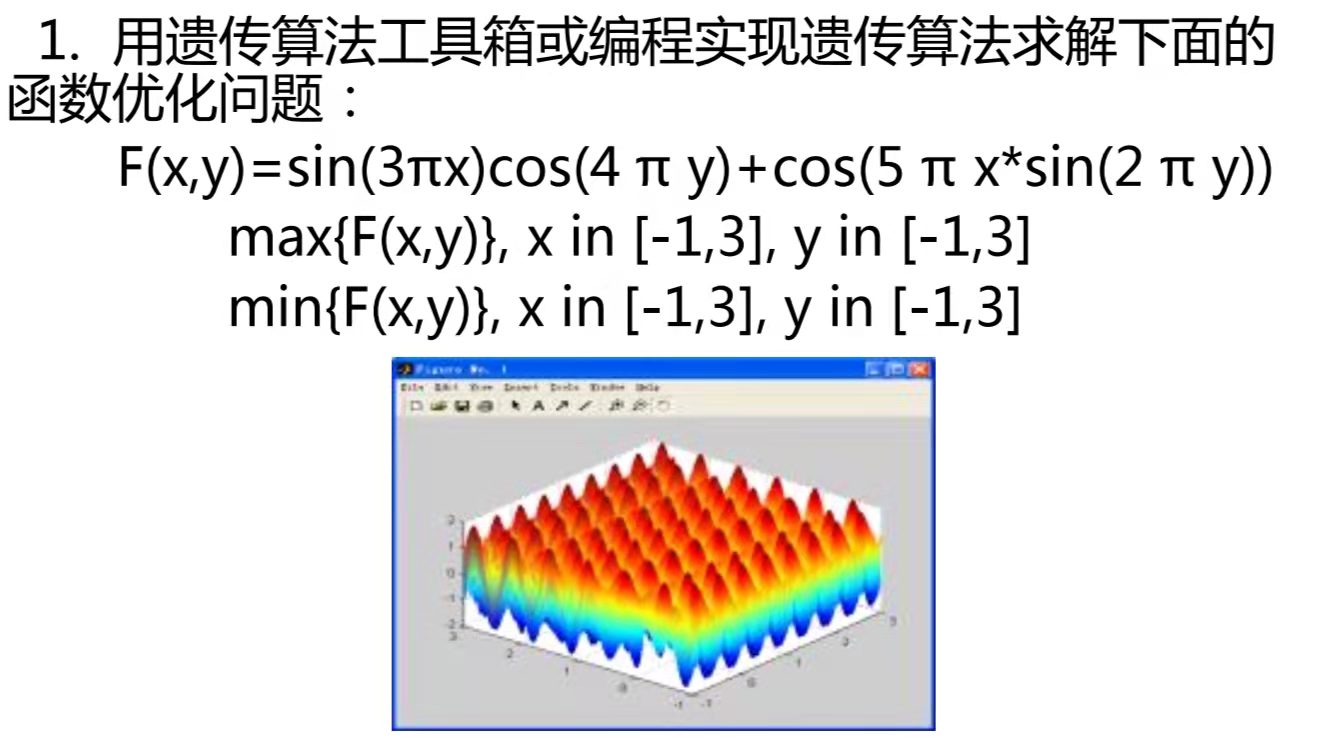 1. 用遗传算法工具箱或编程实现遗传算法求解下面的
函数优化问题：
F(x,y)=sin(3πx)cos(4 π y)+cos(5 π x*sin(2 π y))
max{F(x,y)}, x in [-1,3], y in [-1,3]
min{F(x,y)}, x in [-1,3], y in [-1,3]
Figure No. 1
File Edit View Insert Tools Window Help
2
1
0
-1
-2
3
2
1
0
-1
-1
0
1
2
3